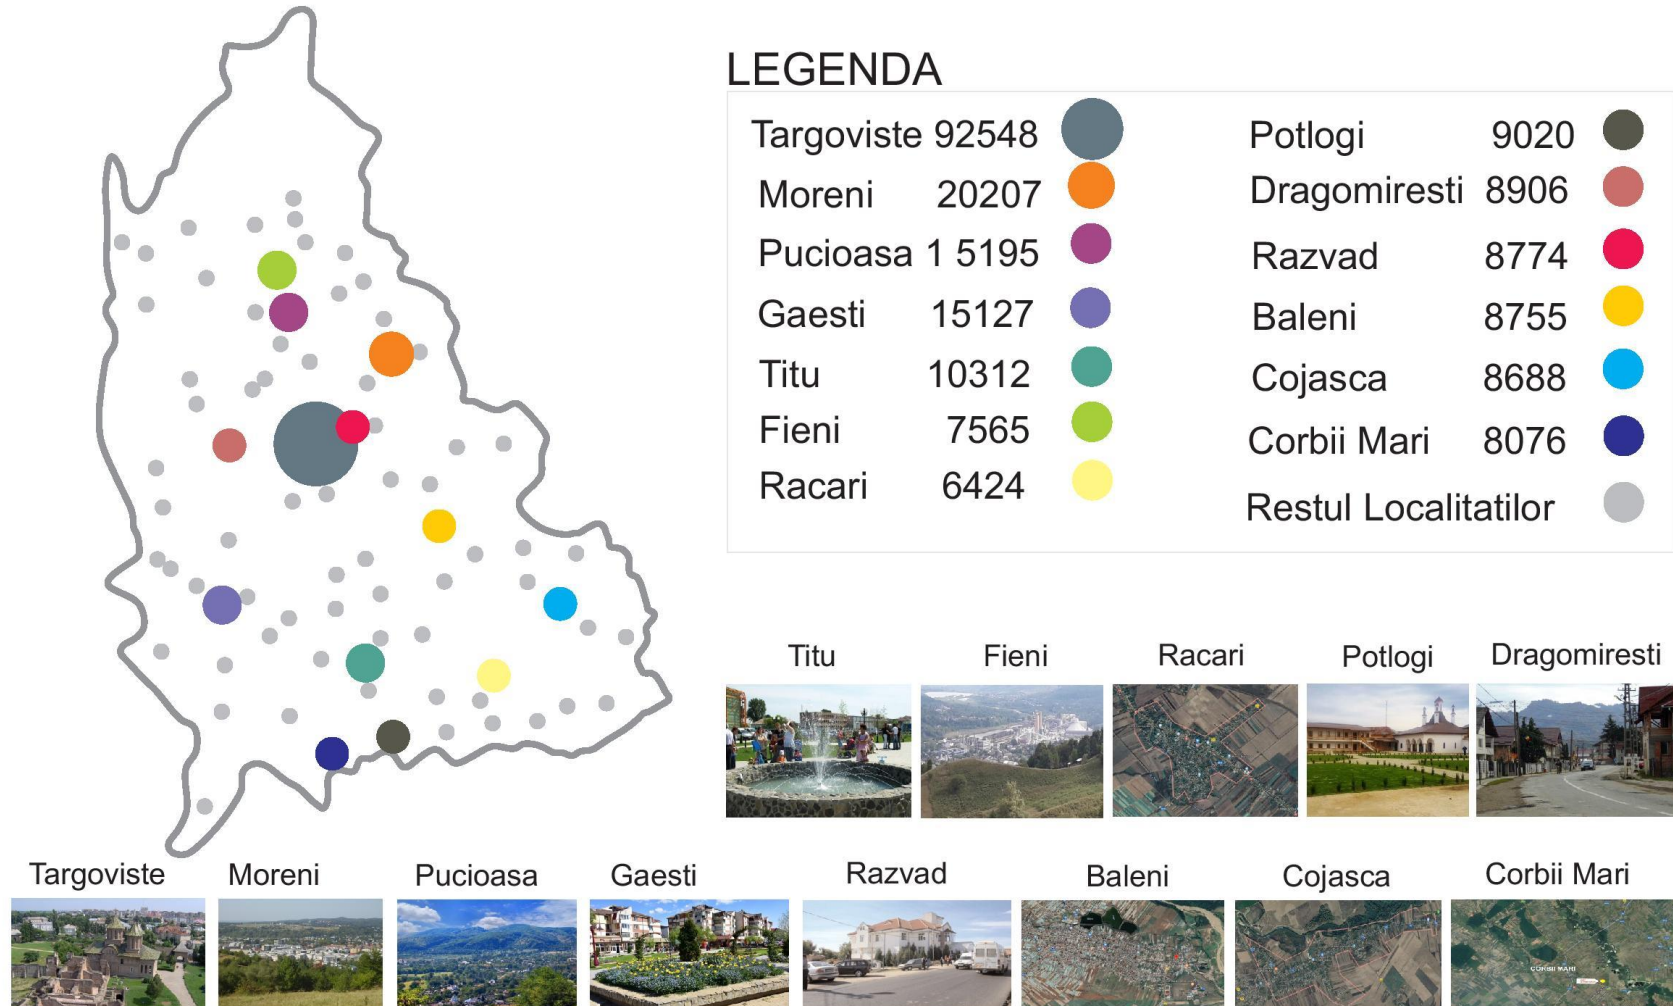 LEGENDA
Targoviste 92548
Moreni 20207
Pucioasa 1 5195
Gaesti 15127
Titu 10312
Fieni 7565
Racari 6424
Potlogi 9020
Dragomiresti 8906
Razvad 8774
Baleni 8755
Cojasca 8688
Corbii Mari 8076
Restul Localitatilor
Titu
Fieni
Racari
Potlogi
Dragomiresti
Targoviste
Moreni
Pucioasa
Gaesti
Razvad
Baleni
Cojasca
Corbii Mari
CORBII MARI